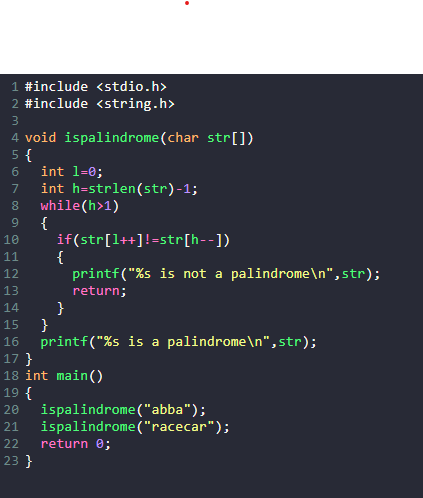 1 #include <stdio.h>
2 #include <string.h>
3
4 void ispalindrome(char str[])
5 {
6   int l=0;
7   int h=strlen(str)-1;
8   while(h>1)
9   {
10     if(str[l++]!=str[h--])
11     {
12       printf("%s is not a palindrome\n",str);
13       return;
14     }
15   }
16   printf("%s is a palindrome\n",str);
17 }
18 int main()
19 {
20   ispalindrome("abba");
21   ispalindrome("racecar");
22   return 0;
23 }